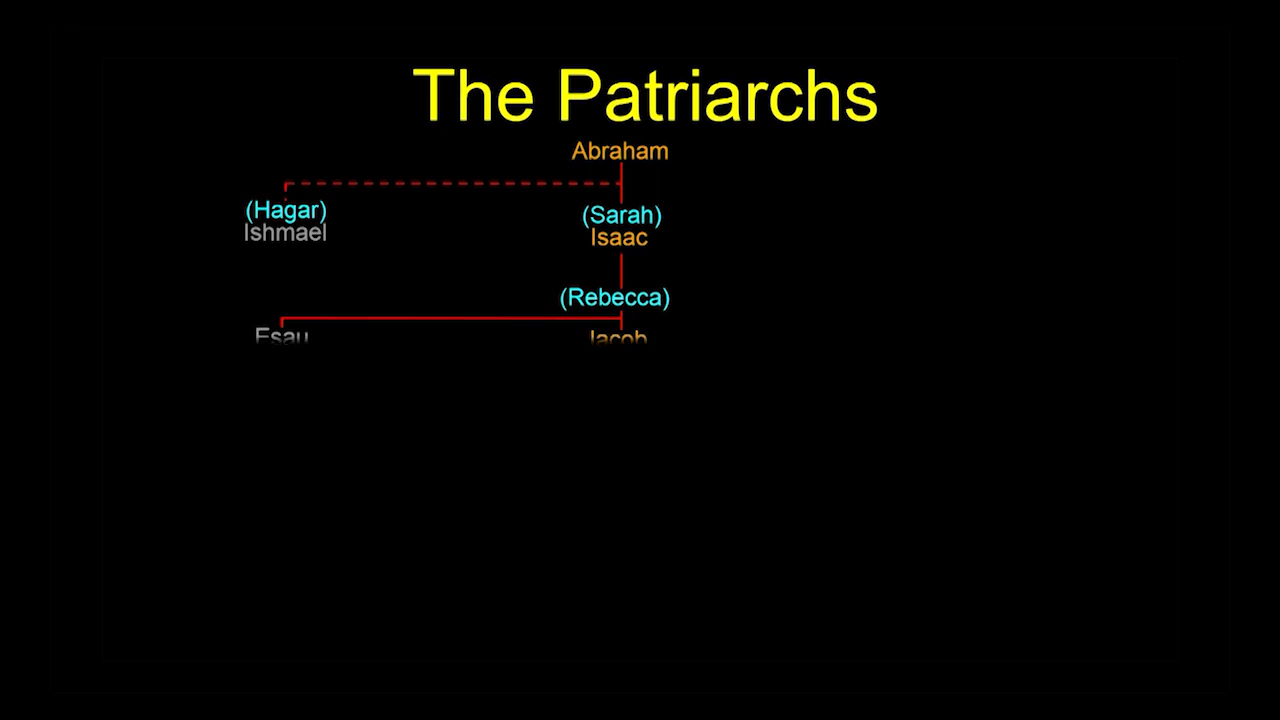 The Patriarchs
Abraham
(Hagar) (Sarah)
Ishmael Isaac
(Rebecca)
Esau Jacob